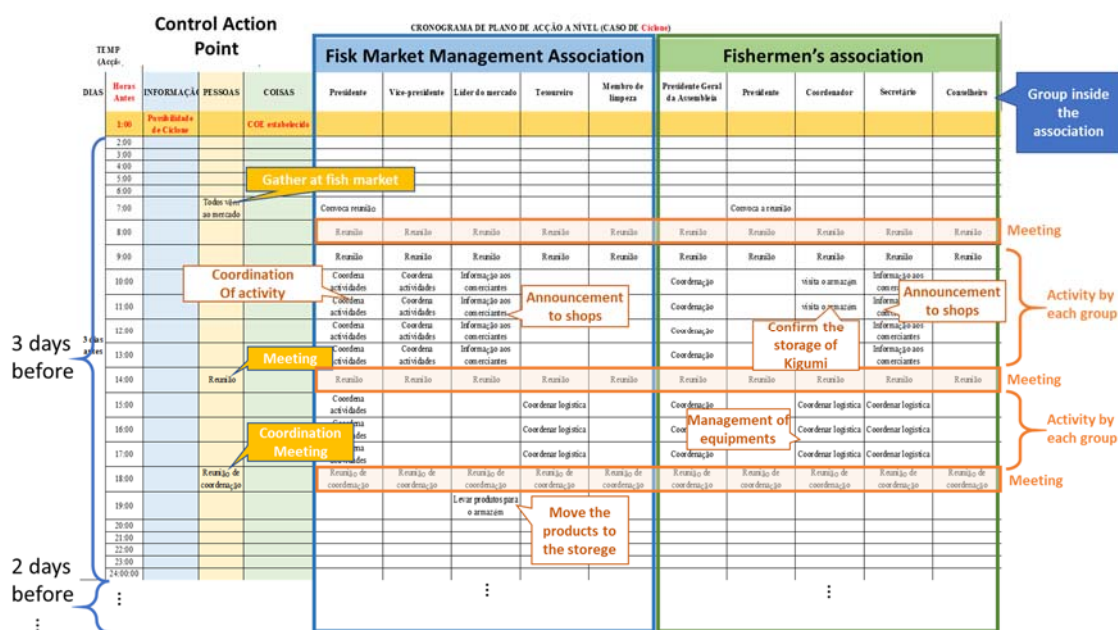 CRONOGRAMA DE PLANO DE ACÇÃO A NÍVEL (CASO DE Ciclone)
Control Action
Point
TEMP
(Acçã
Fisk Market Management Association
Fishermen's association
DIAS
Horas
Antes
INFORMAÇÃO
PESSOAS
COISAS
Presidente
Vice-presidente
Líder do mercado
Tesoureiro
Membro de
limpeza
Presidente Geral
da Assembleia
Presidente
Coordenador
Secretário
Conselheiro
Group inside
the
association
1:00
Possibilidade
de Ciclone
COE estabelecido
2:00
3:00
4:00
5:00
6:00
Gather at fish market
7:00
Todos vêm
ao mercado
Convoca reunião
Convoca a reunião
8:00 Reunião Reunião Reunião Reunião Reunião Reunião Reunião Reunião Reunião Reunião
Meeting
9:00 Reunião Reunião Reunião Reunião Reunião Reunião Reunião Reunião Reunião Reunião
10:00
Coordena
actividades
Coordena
actividades
Informação aos
comerciantes
Coordenação
visita o armazém
Informação aos
Coordination
Of activity
11:00
Coordena
actividades
Coordena
actividades
Informação aos
comerciantes
Announcement
to shops
Coordenação
visita o armazém
Announcement
to shops
Activity by
each group
12:00
Coordena
actividades
Coordena
actividades
Informação aos
comerciantes
Coordenação
Confirm the
storage of
Kigumi
Informação aos
comerciantes
3 days
before
3 dias
antes
13:00
Coordena
actividades
Coordena
actividades
Informação aos
comerciantes
Coordenação
Informação aos
comerciantes
Meeting
14:00 Reunião Reunião Reunião Reunião Reunião Reunião Reunião Reunião Reunião Reunião Reunião
Meeting
15:00
Coordena
actividades
Coordenar logística
Coordenação
Coordenar logística
Coordenar logística
Management of
equipments
Activity by
each group
16:00
Coordenar logística
Coordenar logística
Coordenar logística
Coordination
Meeting
17:00
Coordenar logística
Coordenação
Coordenar logística
Coordenar logística
18:00
Reunião de
coordenação
Reunião de
coordenação
Reunião de
coordenação
Reunião de
coordenação
Reunião de
coordenação
Reunião de
coordenação
Reunião de
coordenação
Reunião de
coordenação
Reunião de
coordenação
Reunião de
coordenação
Reunião de
coordenação
Meeting
19:00
Levar produtos para
o armazém
Move the
products to
the storege
20:00
21:00
22:00
23:00
24:00:00
2 days
before